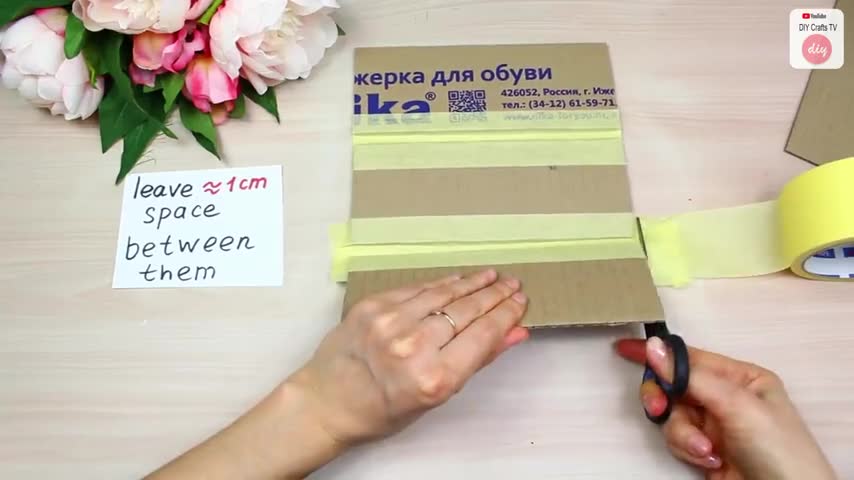 YouTube
DIY Crafts TV
diy
жерка для обуви
ika®
426052, Россия, г. Иже
тел.: (34-12) 61-59-71
leave ≈1cm
space
between
them